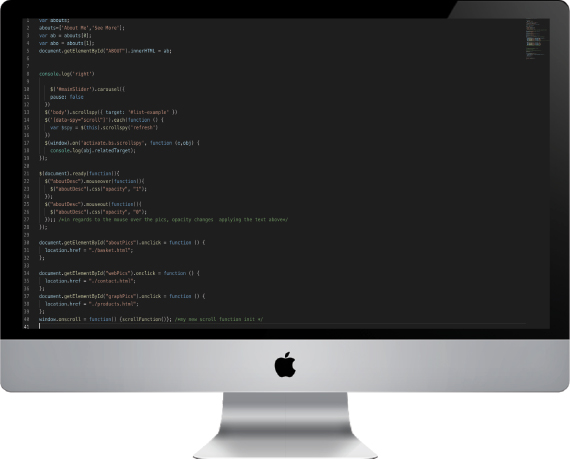 1 var abouts;
2 abouts=['About Me','See More'];
3 var ab = abouts[0];
4 var abo = abouts[1];
5 document.getElementById("ABOUT").innerHTML = ab;
6
7
8 console.log('right')
9
10 $('#mainSlider').carousel({
11 pause: false
12 })
13 $('body').scrollspy({ target: '#list-example' })
14 $('[data-spy="scroll"]').each(function () {
15 var $spy = $(this).scrollspy('refresh')
16 })
17 $(window).on('activate.bs.scrollspy', function (e,obj) {
18 console.log(obj.relatedTarget);
19 });
20
21 $(document).ready(function(){
22 $("aboutDesc").mouseover(function(){
23 $("aboutDesc").css("opacity", "1");
24 });
25 $("aboutDesc").mouseout(function(){
26 $("aboutDesc").css("opacity", "0");
27 }); /*in regards to the mouse over the pics, opacity changes applying the text above*/
28 });
29
30 document.getElementById("aboutPics").onclick = function () {
31 location.href = "./basket.html";
32 };
33
34 document.getElementById("webPics").onclick = function () {
35 location.href = "./contact.html";
36 };
37 document.getElementById("graphPics").onclick = function () {
38 location.href = "./products.html";
39 };
40 window.onscroll = function() {scrollFunction()}; /*my new scroll function init */
41